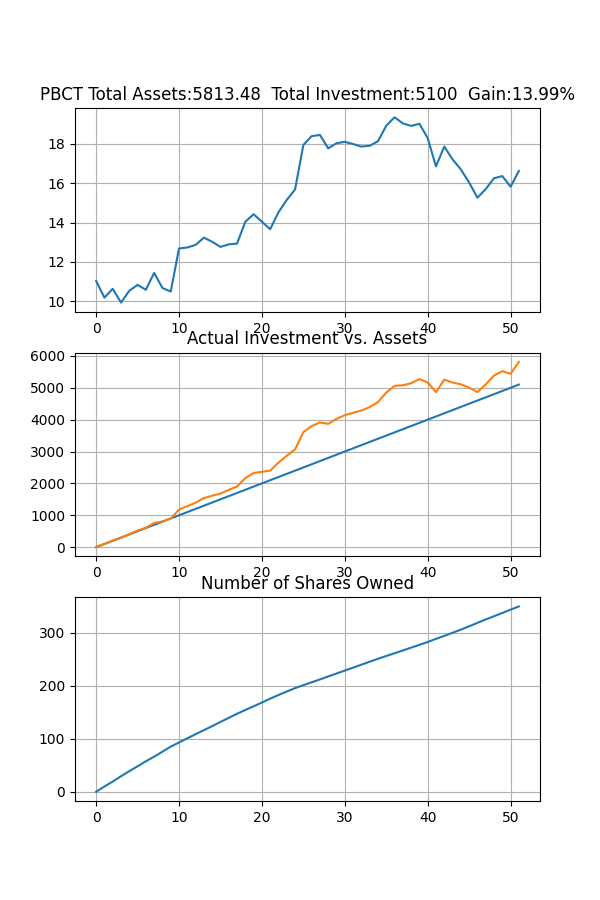 PBCT Total Assets:5813.48  Total Investment:5100  Gain:13.99%
18
16
14
12
10
0 10 20 30 40 50
Actual Investment vs. Assets
6000
5000
4000
3000
2000
1000
0
0 10 20 30 40 50
Number of Shares Owned
300
200
100
0
0 10 20 30 40 50